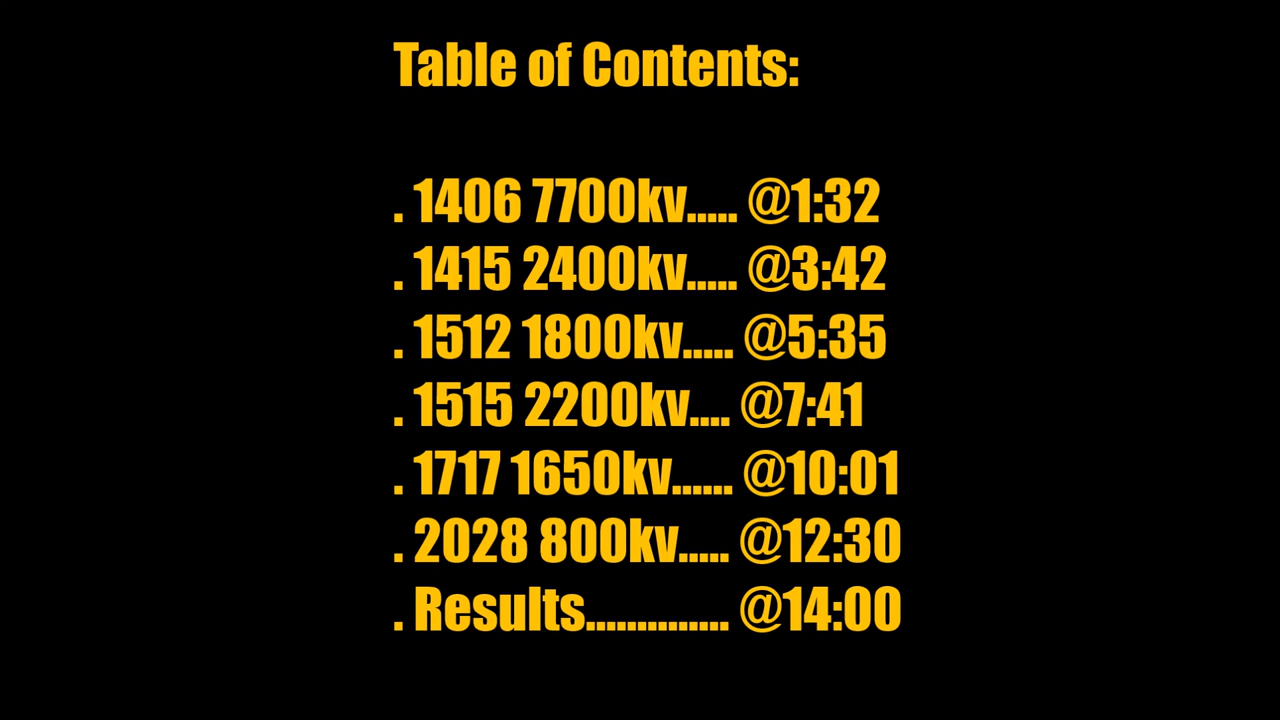 Table of Contents:
. 1406 7700kv..... @1:32
. 1415 2400kv..... @3:42
. 1512 1800kv..... @5:35
. 1515 2200kv.... @7:41
. 1717 1650kv...... @10:01
. 2028 800kv..... @12:30
. Results.............. @14:00